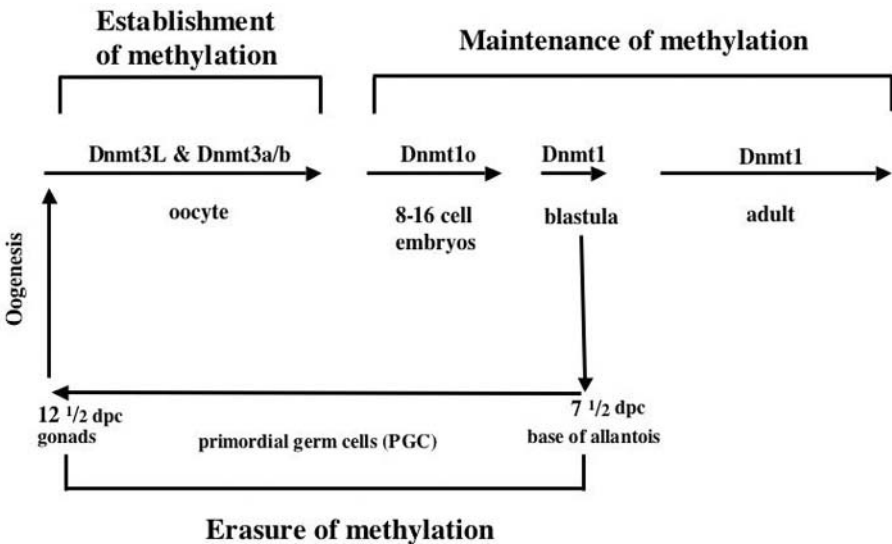 Establishment
of methylation
Maintenance of methylation
Dnmt3L & Dnmt3a/b
Dnmt1o
Dnmt1
Dnmt1
oocyte
8-16 cell
embryos
blastula
adult
Oogenesis
12 1/2 dpc
gonads
primordial germ cells (PGC)
7 1/2 dpc
base of allantois
Erasure of methylation